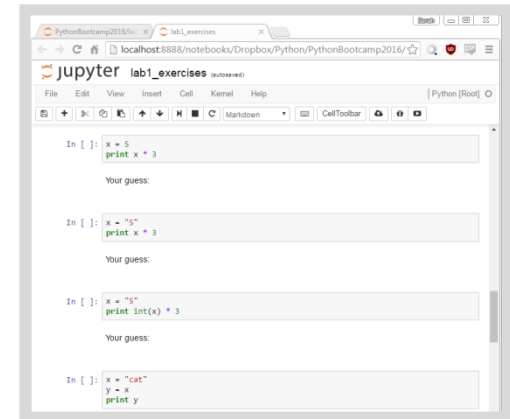 PythonBootcamp2016/lab
lab1_exercises
localhost:8888/notebooks/Dropbox/Python/PythonBootcamp2016/
jupyter lab1_exercises (autosaved)
File Edit View Insert Cell Kernel Help Python [Root]
Markdown CellToolbar
In [ ]: x = 5
print x * 3
Your guess:
In [ ]: x = "5"
print x * 3
Your guess:
In [ ]: x = "5"
print int(x) * 3
Your guess:
In [ ]: x = "cat"
y = x
print y